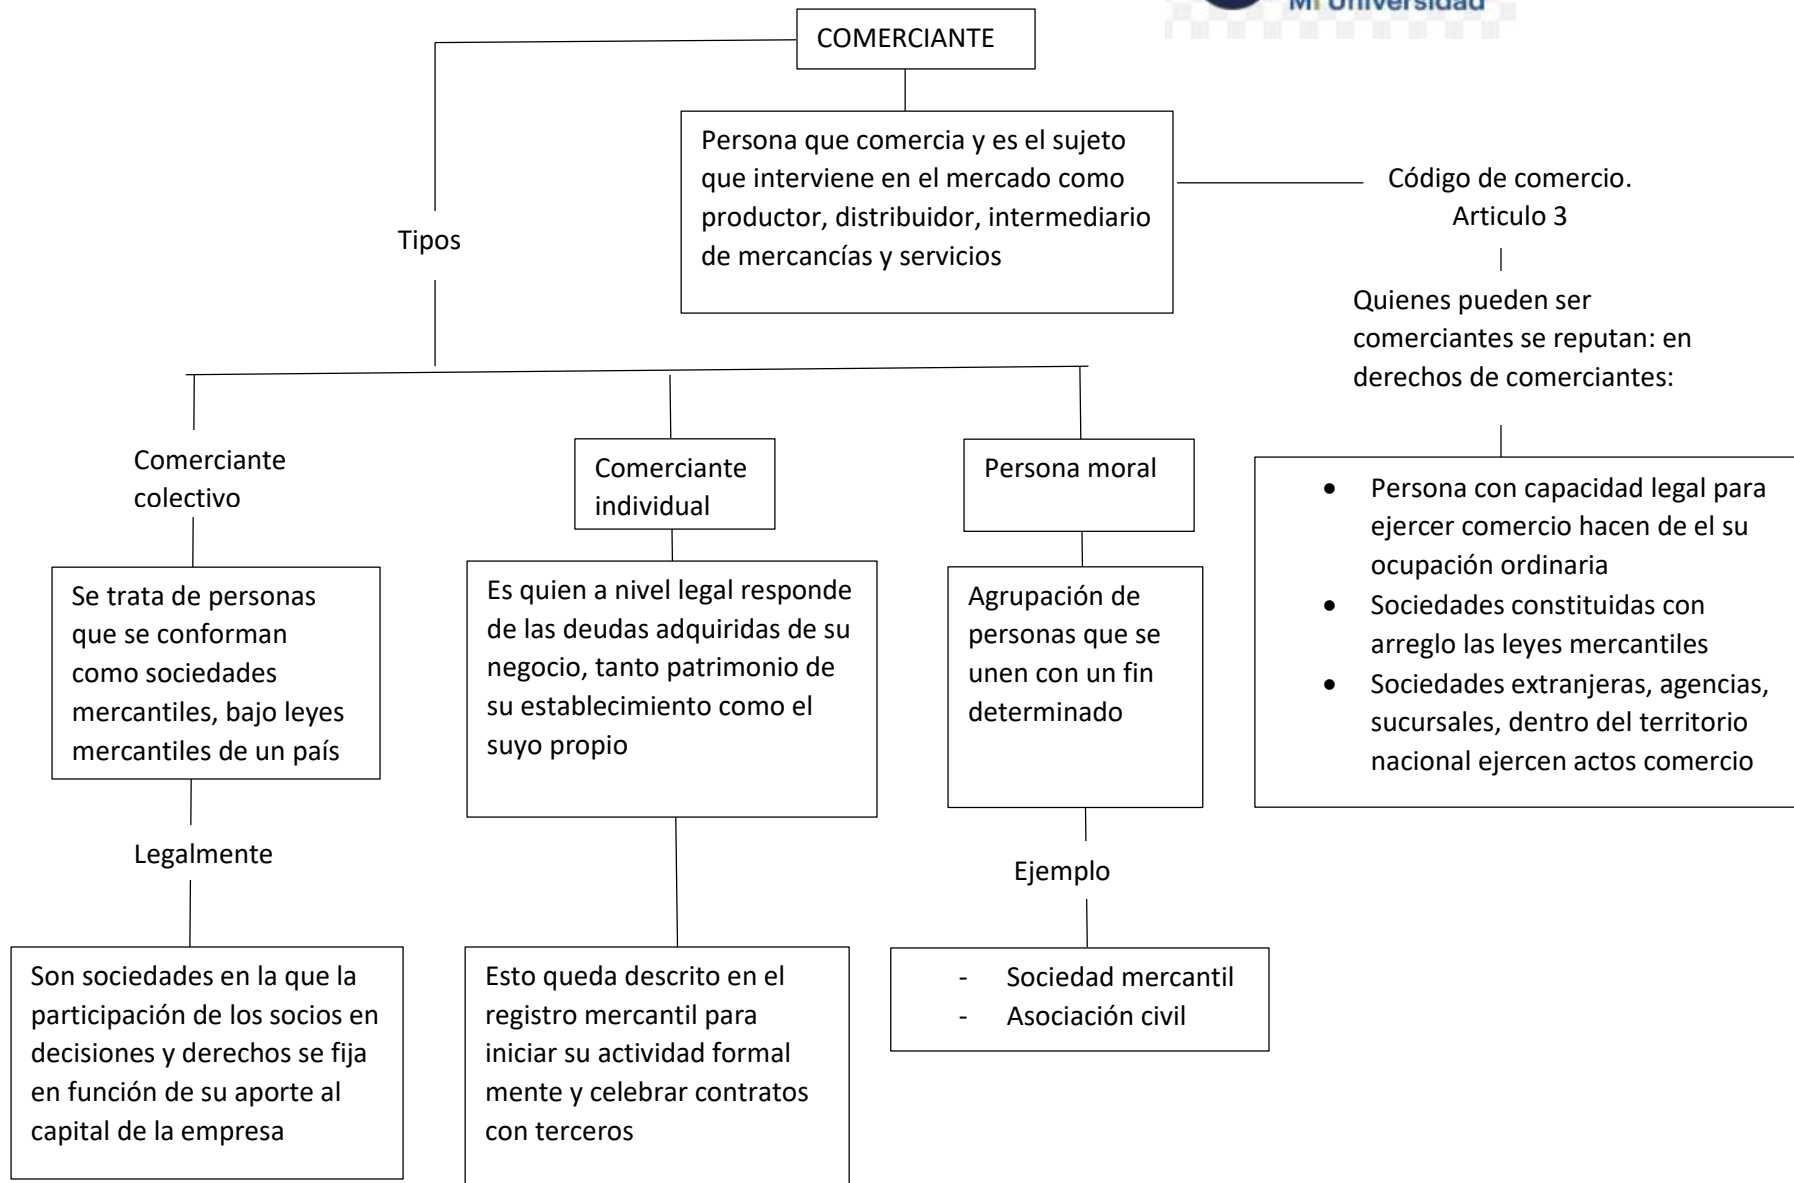 Mi Universidad
COMERCIANTE
Persona que comercia y es el sujeto
que interviene en el mercado como
productor, distribuidor, intermediario
de mercancías y servicios
Código de comercio.
Articulo 3
Quienes pueden ser
comerciantes se reputan: en
derechos de comerciantes:
Persona con capacidad legal para
ejercer comercio hacen de el su
ocupación ordinaria
Sociedades constituidas con
arreglo las leyes mercantiles
Sociedades extranjeras, agencias,
sucursales, dentro del territorio
nacional ejercen actos comercio
Tipos
Comerciante
colectivo
Se trata de personas
que se conforman
como sociedades
mercantiles, bajo leyes
mercantiles de un país
Legalmente
Son sociedades en la que la
participación de los socios en
decisiones y derechos se fija
en función de su aporte al
capital de la empresa
Comerciante
individual
Es quien a nivel legal responde
de las deudas adquiridas de su
negocio, tanto patrimonio de
su establecimiento como el
suyo propio
Esto queda descrito en el
registro mercantil para
iniciar su actividad formal
mente y celebrar contratos
con terceros
Persona moral
Agrupación de
personas que se
unen con un fin
determinado
Ejemplo
- Sociedad mercantil
- Asociación civil